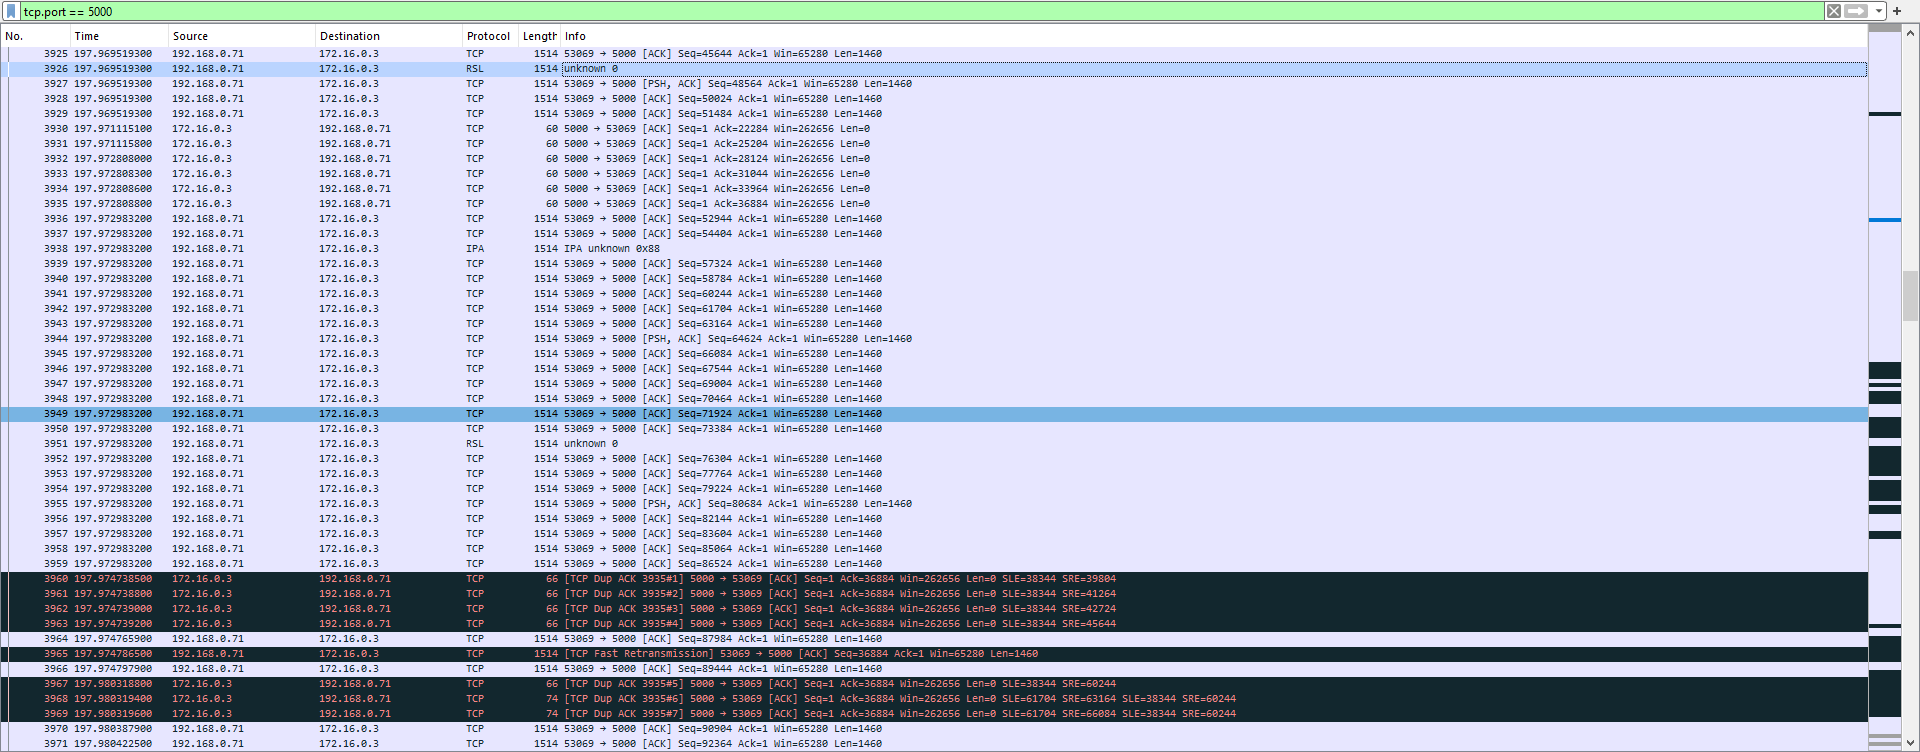 tcp.port == 5000
No. Time Source Destination Protocol Length Info
3925 197.969519300 192.168.0.71 172.16.0.3 TCP 1514 53069 → 5000 [ACK] Seq=45644 Ack=1 Win=65280 Len=1460
3926 197.969519300 192.168.0.71 172.16.0.3 RSL 1514 unknown 0
3927 197.969519300 192.168.0.71 172.16.0.3 TCP 1514 53069 → 5000 [PSH, ACK] Seq=48564 Ack=1 Win=65280 Len=1460
3928 197.969519300 192.168.0.71 172.16.0.3 TCP 1514 53069 → 5000 [ACK] Seq=50024 Ack=1 Win=65280 Len=1460
3929 197.969519300 192.168.0.71 172.16.0.3 TCP 1514 53069 → 5000 [ACK] Seq=51484 Ack=1 Win=65280 Len=1460
3930 197.971115100 172.16.0.3 192.168.0.71 TCP 60 5000 → 53069 [ACK] Seq=1 Ack=22284 Win=262656 Len=0
3931 197.971115800 172.16.0.3 192.168.0.71 TCP 60 5000 → 53069 [ACK] Seq=1 Ack=25204 Win=262656 Len=0
3932 197.972808000 172.16.0.3 192.168.0.71 TCP 60 5000 → 53069 [ACK] Seq=1 Ack=28124 Win=262656 Len=0
3933 197.972808300 172.16.0.3 192.168.0.71 TCP 60 5000 → 53069 [ACK] Seq=1 Ack=31044 Win=262656 Len=0
3934 197.972808600 172.16.0.3 192.168.0.71 TCP 60 5000 → 53069 [ACK] Seq=1 Ack=33964 Win=262656 Len=0
3935 197.972808800 172.16.0.3 192.168.0.71 TCP 60 5000 → 53069 [ACK] Seq=1 Ack=36884 Win=262656 Len=0
3936 197.972983200 192.168.0.71 172.16.0.3 TCP 1514 53069 → 5000 [ACK] Seq=52944 Ack=1 Win=65280 Len=1460
3937 197.972983200 192.168.0.71 172.16.0.3 TCP 1514 53069 → 5000 [ACK] Seq=54404 Ack=1 Win=65280 Len=1460
3938 197.972983200 192.168.0.71 172.16.0.3 IPA 1514 IPA unknown 0x88
3939 197.972983200 192.168.0.71 172.16.0.3 TCP 1514 53069 → 5000 [ACK] Seq=57324 Ack=1 Win=65280 Len=1460
3940 197.972983200 192.168.0.71 172.16.0.3 TCP 1514 53069 → 5000 [ACK] Seq=58784 Ack=1 Win=65280 Len=1460
3941 197.972983200 192.168.0.71 172.16.0.3 TCP 1514 53069 → 5000 [ACK] Seq=60244 Ack=1 Win=65280 Len=1460
3942 197.972983200 192.168.0.71 172.16.0.3 TCP 1514 53069 → 5000 [ACK] Seq=61704 Ack=1 Win=65280 Len=1460
3943 197.972983200 192.168.0.71 172.16.0.3 TCP 1514 53069 → 5000 [ACK] Seq=63164 Ack=1 Win=65280 Len=1460
3944 197.972983200 192.168.0.71 172.16.0.3 TCP 1514 53069 → 5000 [PSH, ACK] Seq=64624 Ack=1 Win=65280 Len=1460
3945 197.972983200 192.168.0.71 172.16.0.3 TCP 1514 53069 → 5000 [ACK] Seq=66084 Ack=1 Win=65280 Len=1460
3946 197.972983200 192.168.0.71 172.16.0.3 TCP 1514 53069 → 5000 [ACK] Seq=67544 Ack=1 Win=65280 Len=1460
3947 197.972983200 192.168.0.71 172.16.0.3 TCP 1514 53069 → 5000 [ACK] Seq=69004 Ack=1 Win=65280 Len=1460
3948 197.972983200 192.168.0.71 172.16.0.3 TCP 1514 53069 → 5000 [ACK] Seq=70464 Ack=1 Win=65280 Len=1460
3949 197.972983200 192.168.0.71 172.16.0.3 TCP 1514 53069 → 5000 [ACK] Seq=71924 Ack=1 Win=65280 Len=1460
3950 197.972983200 192.168.0.71 172.16.0.3 TCP 1514 53069 → 5000 [ACK] Seq=73384 Ack=1 Win=65280 Len=1460
3951 197.972983200 192.168.0.71 172.16.0.3 RSL 1514 unknown 0
3952 197.972983200 192.168.0.71 172.16.0.3 TCP 1514 53069 → 5000 [ACK] Seq=76304 Ack=1 Win=65280 Len=1460
3953 197.972983200 192.168.0.71 172.16.0.3 TCP 1514 53069 → 5000 [ACK] Seq=77764 Ack=1 Win=65280 Len=1460
3954 197.972983200 192.168.0.71 172.16.0.3 TCP 1514 53069 → 5000 [ACK] Seq=79224 Ack=1 Win=65280 Len=1460
3955 197.972983200 192.168.0.71 172.16.0.3 TCP 1514 53069 → 5000 [PSH, ACK] Seq=80684 Ack=1 Win=65280 Len=1460
3956 197.972983200 192.168.0.71 172.16.0.3 TCP 1514 53069 → 5000 [ACK] Seq=82144 Ack=1 Win=65280 Len=1460
3957 197.972983200 192.168.0.71 172.16.0.3 TCP 1514 53069 → 5000 [ACK] Seq=83604 Ack=1 Win=65280 Len=1460
3958 197.972983200 192.168.0.71 172.16.0.3 TCP 1514 53069 → 5000 [ACK] Seq=85064 Ack=1 Win=65280 Len=1460
3959 197.972983200 192.168.0.71 172.16.0.3 TCP 1514 53069 → 5000 [ACK] Seq=86524 Ack=1 Win=65280 Len=1460
3960 197.974738500 172.16.0.3 192.168.0.71 TCP 66 [TCP Dup ACK 3935#1] 5000 → 53069 [ACK] Seq=1 Ack=36884 Win=262656 Len=0 SLE=38344 SRE=39804
3961 197.974738800 172.16.0.3 192.168.0.71 TCP 66 [TCP Dup ACK 3935#2] 5000 → 53069 [ACK] Seq=1 Ack=36884 Win=262656 Len=0 SLE=38344 SRE=41264
3962 197.974739000 172.16.0.3 192.168.0.71 TCP 66 [TCP Dup ACK 3935#3] 5000 → 53069 [ACK] Seq=1 Ack=36884 Win=262656 Len=0 SLE=38344 SRE=42724
3963 197.974739200 172.16.0.3 192.168.0.71 TCP 66 [TCP Dup ACK 3935#4] 5000 → 53069 [ACK] Seq=1 Ack=36884 Win=262656 Len=0 SLE=38344 SRE=45644
3964 197.974765900 192.168.0.71 172.16.0.3 TCP 1514 53069 → 5000 [ACK] Seq=87984 Ack=1 Win=65280 Len=1460
3965 197.974786500 192.168.0.71 172.16.0.3 TCP 1514 [TCP Fast Retransmission] 53069 → 5000 [ACK] Seq=36884 Ack=1 Win=65280 Len=1460
3966 197.974797900 192.168.0.71 172.16.0.3 TCP 1514 53069 → 5000 [ACK] Seq=89444 Ack=1 Win=65280 Len=1460
3967 197.980318800 172.16.0.3 192.168.0.71 TCP 66 [TCP Dup ACK 3935#5] 5000 → 53069 [ACK] Seq=1 Ack=36884 Win=262656 Len=0 SLE=38344 SRE=60244
3968 197.980319400 172.16.0.3 192.168.0.71 TCP 74 [TCP Dup ACK 3935#6] 5000 → 53069 [ACK] Seq=1 Ack=36884 Win=262656 Len=0 SLE=61704 SRE=63164 SLE=38344 SRE=60244
3969 197.980319600 172.16.0.3 192.168.0.71 TCP 74 [TCP Dup ACK 3935#7] 5000 → 53069 [ACK] Seq=1 Ack=36884 Win=262656 Len=0 SLE=61704 SRE=66084 SLE=38344 SRE=60244
3970 197.980387900 192.168.0.71 172.16.0.3 TCP 1514 53069 → 5000 [ACK] Seq=90904 Ack=1 Win=65280 Len=1460
3971 197.980422500 192.168.0.71 172.16.0.3 TCP 1514 53069 → 5000 [ACK] Seq=92364 Ack=1 Win=65280 Len=1460